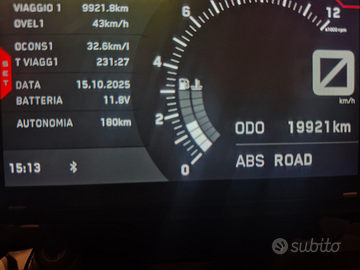 VIAGGIO 1 9921.8km
ØVEL1 43km/h
ØCONS1 32.6km/l
T VIAGG1 231:27
DATA 15.10.2025
BATTERIA 11.8V
AUTONOMIA 180km
15:13
SET
6
12
x1000 rpm
4
2
0
km/h
ODO 19921km
ABS ROAD
subito